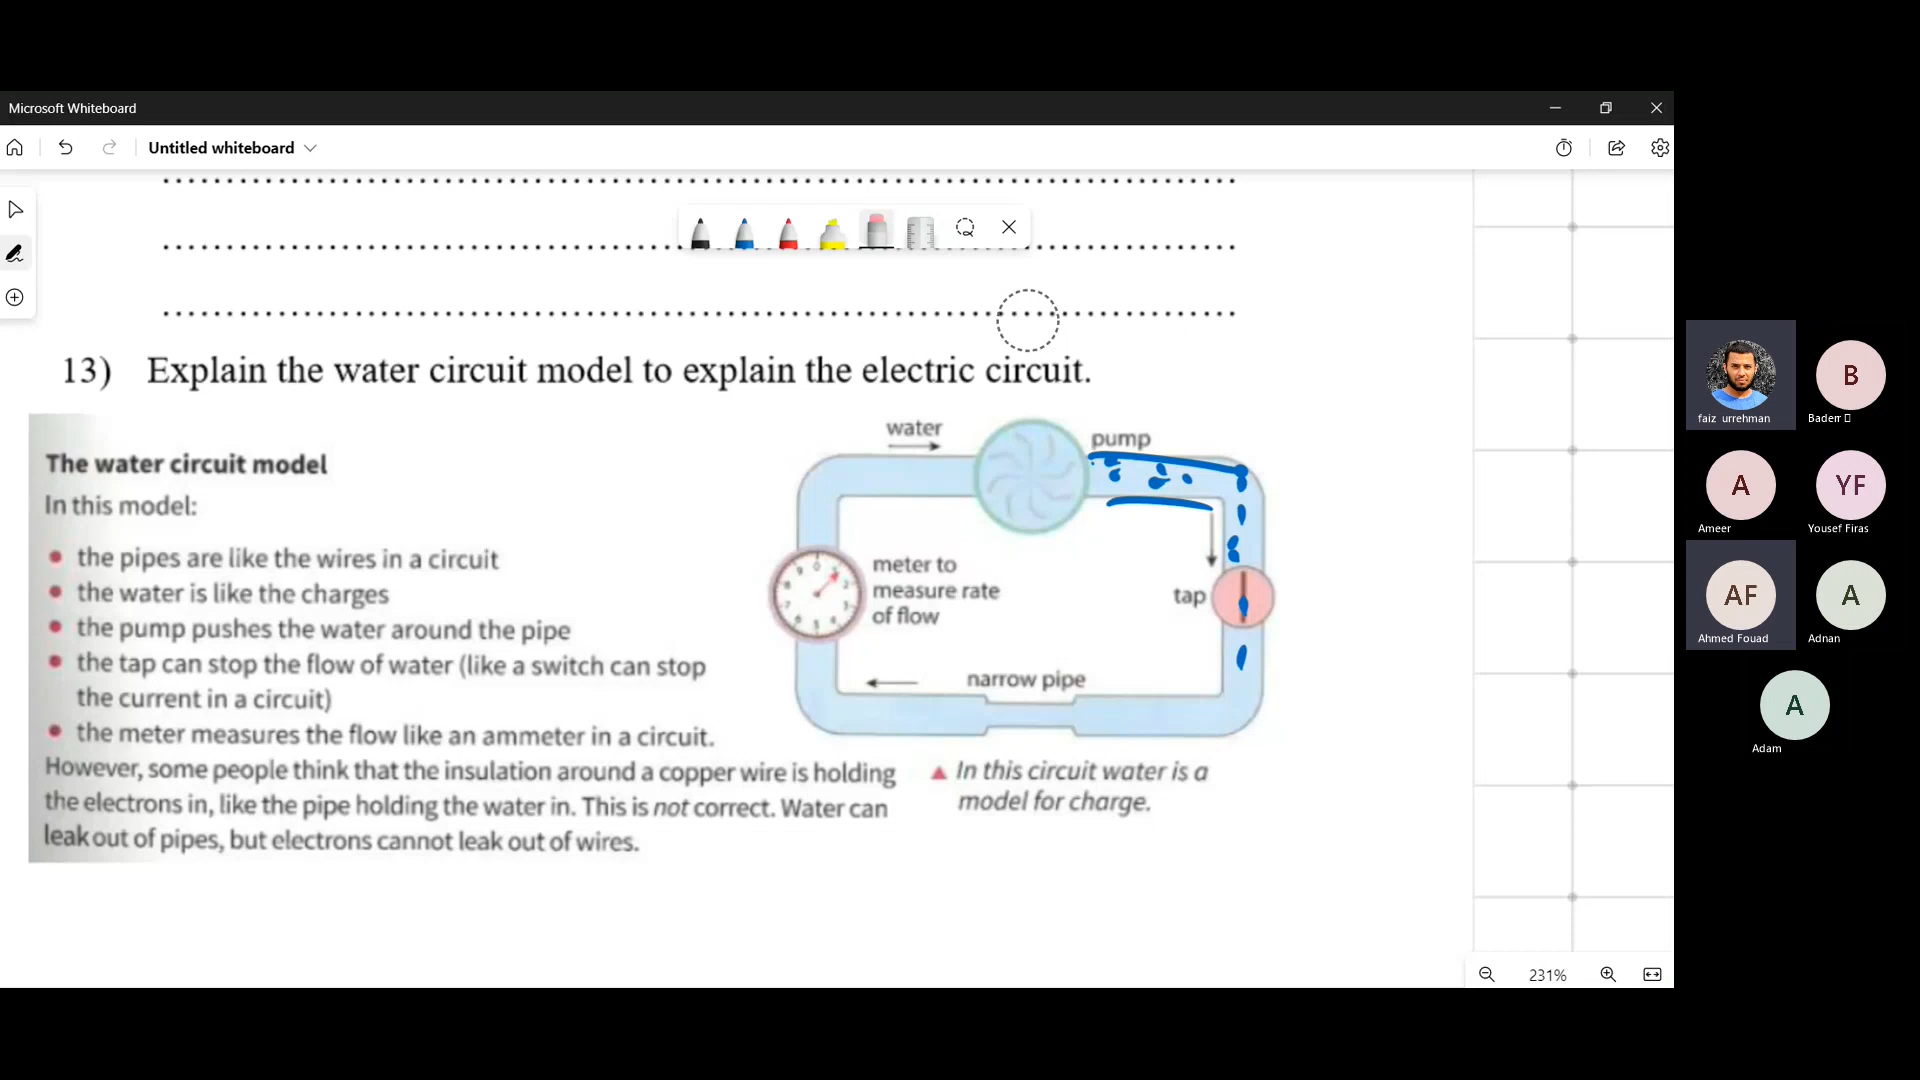 Microsoft Whiteboard
Untitled whiteboard
13) Explain the water circuit model to explain the electric circuit.
The water circuit model
In this model:
• the pipes are like the wires in a circuit
• the water is like the charges
• the pump pushes the water around the pipe
• the tap can stop the flow of water (like a switch can stop
the current in a circuit)
• the meter measures the flow like an ammeter in a circuit.
However, some people think that the insulation around a copper wire is holding
the electrons in, like the pipe holding the water in. This is not correct. Water can
leak out of pipes, but electrons cannot leak out of wires.
water
pump
meter to
measure rate
of flow
tap
narrow pipe
▲ In this circuit water is a
model for charge.
231%
faiz urrehman
B
Baderr
A
Ameer
YF
Yousef Firas
AF
Ahmed Fouad
A
Adnan
A
Adam